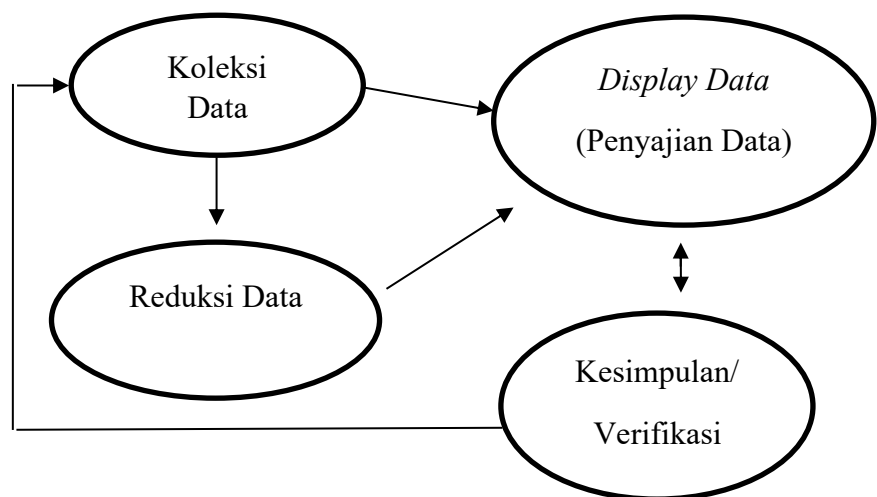 Koleksi
Data
Display Data
(Penyajian Data)
Reduksi Data
Kesimpulan/
Verifikasi